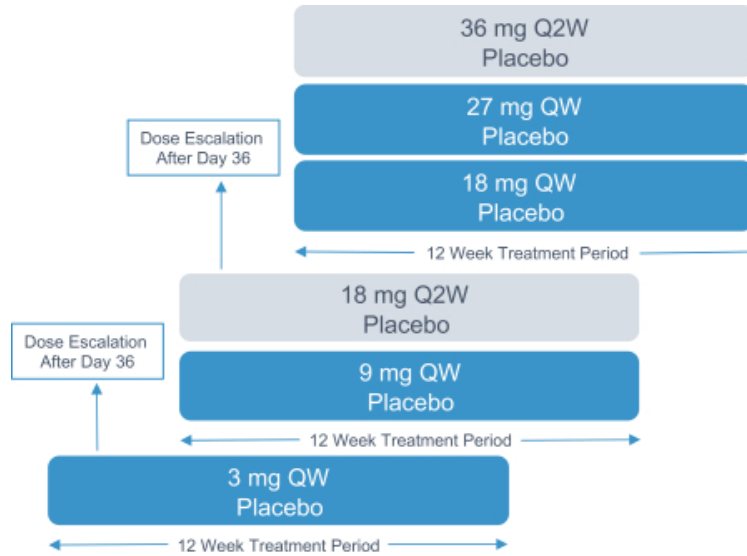 36 mg Q2W
Placebo
27 mg QW
Placebo
Dose Escalation
After Day 36
18 mg QW
Placebo
12 Week Treatment Period
18 mg Q2W
Placebo
Dose Escalation
After Day 36
9 mg QW
Placebo
12 Week Treatment Period
3 mg QW
Placebo
12 Week Treatment Period